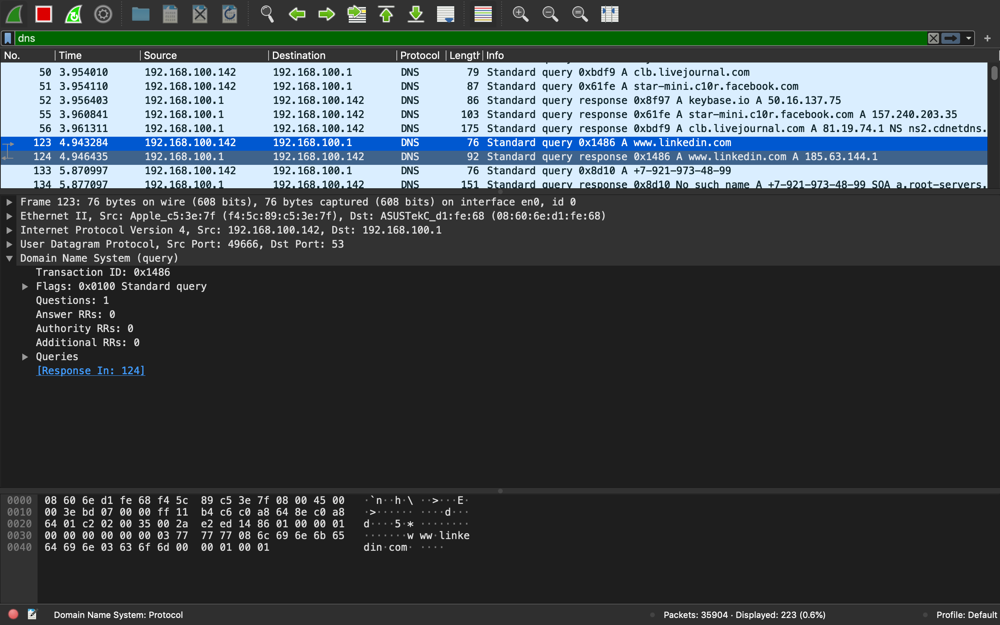 dns
No. Time Source Destination Protocol Length Info
50 3.954010 192.168.100.142 192.168.100.1 DNS 79 Standard query 0xbdf9 A clb.livejournal.com
51 3.954110 192.168.100.142 192.168.100.1 DNS 87 Standard query 0x61fe A star-mini.c10r.facebook.com
52 3.956403 192.168.100.1 192.168.100.142 DNS 86 Standard query response 0x8f97 A keybase.io A 50.16.137.75
55 3.960841 192.168.100.1 192.168.100.142 DNS 103 Standard query response 0x61fe A star-mini.c10r.facebook.com A 157.240.203.35
56 3.961311 192.168.100.1 192.168.100.142 DNS 175 Standard query response 0xbdf9 A clb.livejournal.com A 81.19.74.1 NS ns2.cdnetdns.
123 4.943284 192.168.100.142 192.168.100.1 DNS 76 Standard query 0x1486 A www.linkedin.com
124 4.946435 192.168.100.1 192.168.100.142 DNS 92 Standard query response 0x1486 A www.linkedin.com A 185.63.144.1
133 5.870997 192.168.100.142 192.168.100.1 DNS 76 Standard query 0x8d10 A +7-921-973-48-99
134 5.877097 192.168.100.1 192.168.100.142 DNS 151 Standard query response 0x8d10 No such name A +7-921-973-48-99 SOA a.root-servers.
Frame 123: 76 bytes on wire (608 bits), 76 bytes captured (608 bits) on interface en0, id 0
Ethernet II, Src: Apple_c5:3e:7f (f4:5c:89:c5:3e:7f), Dst: ASUSTekC_d1:fe:68 (08:60:6e:d1:fe:68)
Internet Protocol Version 4, Src: 192.168.100.142, Dst: 192.168.100.1
User Datagram Protocol, Src Port: 49666, Dst Port: 53
Domain Name System (query)
Transaction ID: 0x1486
Flags: 0x0100 Standard query
Questions: 1
Answer RRs: 0
Authority RRs: 0
Additional RRs: 0
Queries
[Response In: 124]
0000 08 60 6e d1 fe 68 f4 5c 89 c5 3e 7f 08 00 45 00 ·`n··h·\ ··>···E·
0010 00 3e bd 07 00 00 ff 11 b4 c6 c0 a8 64 8e c0 a8 ·>······ ····d···
0020 64 01 c2 02 00 35 00 2a e2 ed 14 86 01 00 00 01 d····5·* ········
0030 00 00 00 00 00 00 03 77 77 77 08 6c 69 6e 6b 65 ·······w ww·linke
0040 64 69 6e 03 63 6f 6d 00 00 01 00 01 din·com· ····
Domain Name System: Protocol Packets: 35904 · Displayed: 223 (0.6%) Profile: Default